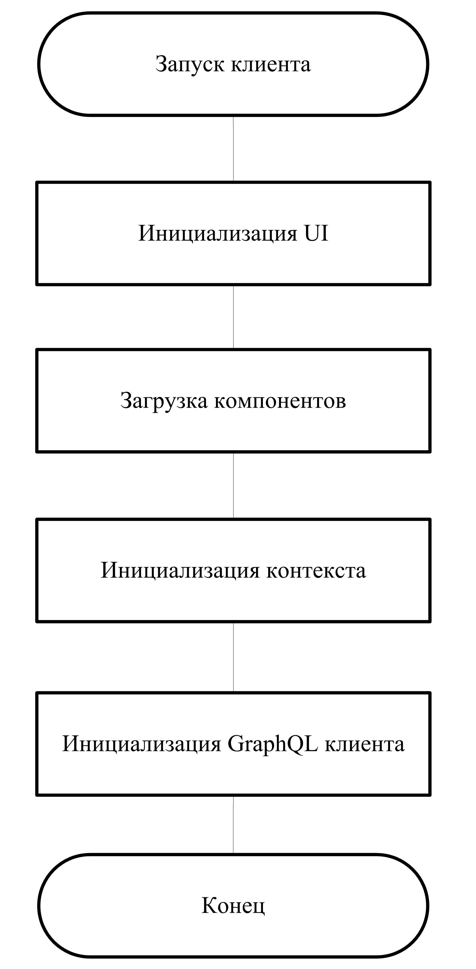 Запуск клиента
Инициализация UI
Загрузка компонентов
Инициализация контекста
Инициализация GraphQL клиента
Конец